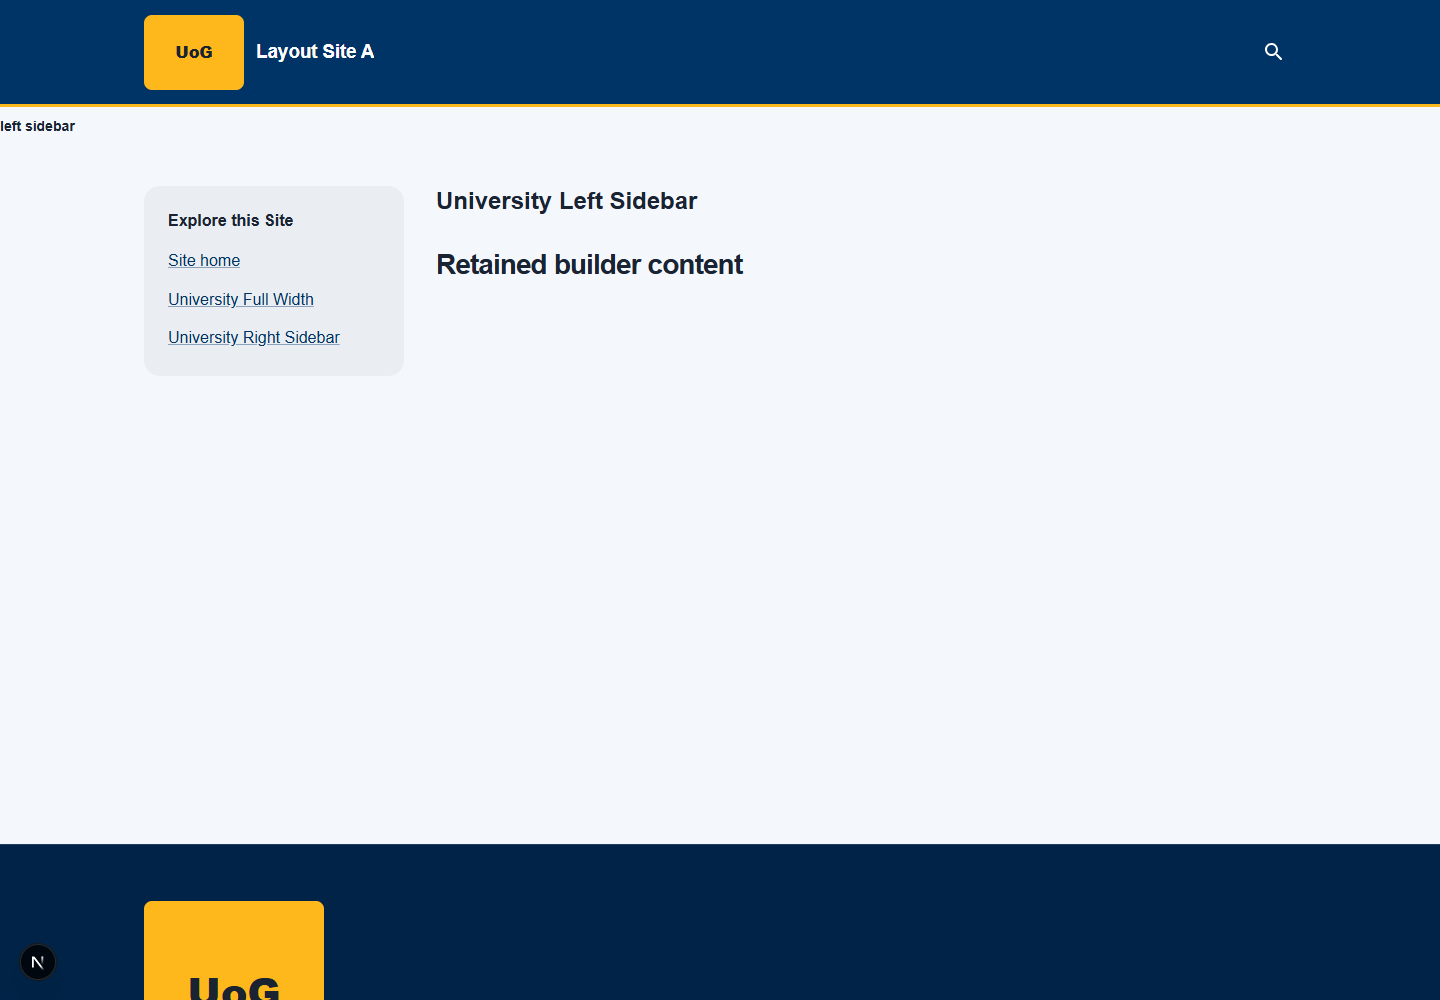 UoG
Layout Site A
left sidebar
Explore this Site
Site home
University Full Width
University Right Sidebar
University Left Sidebar
Retained builder content
UoG
N